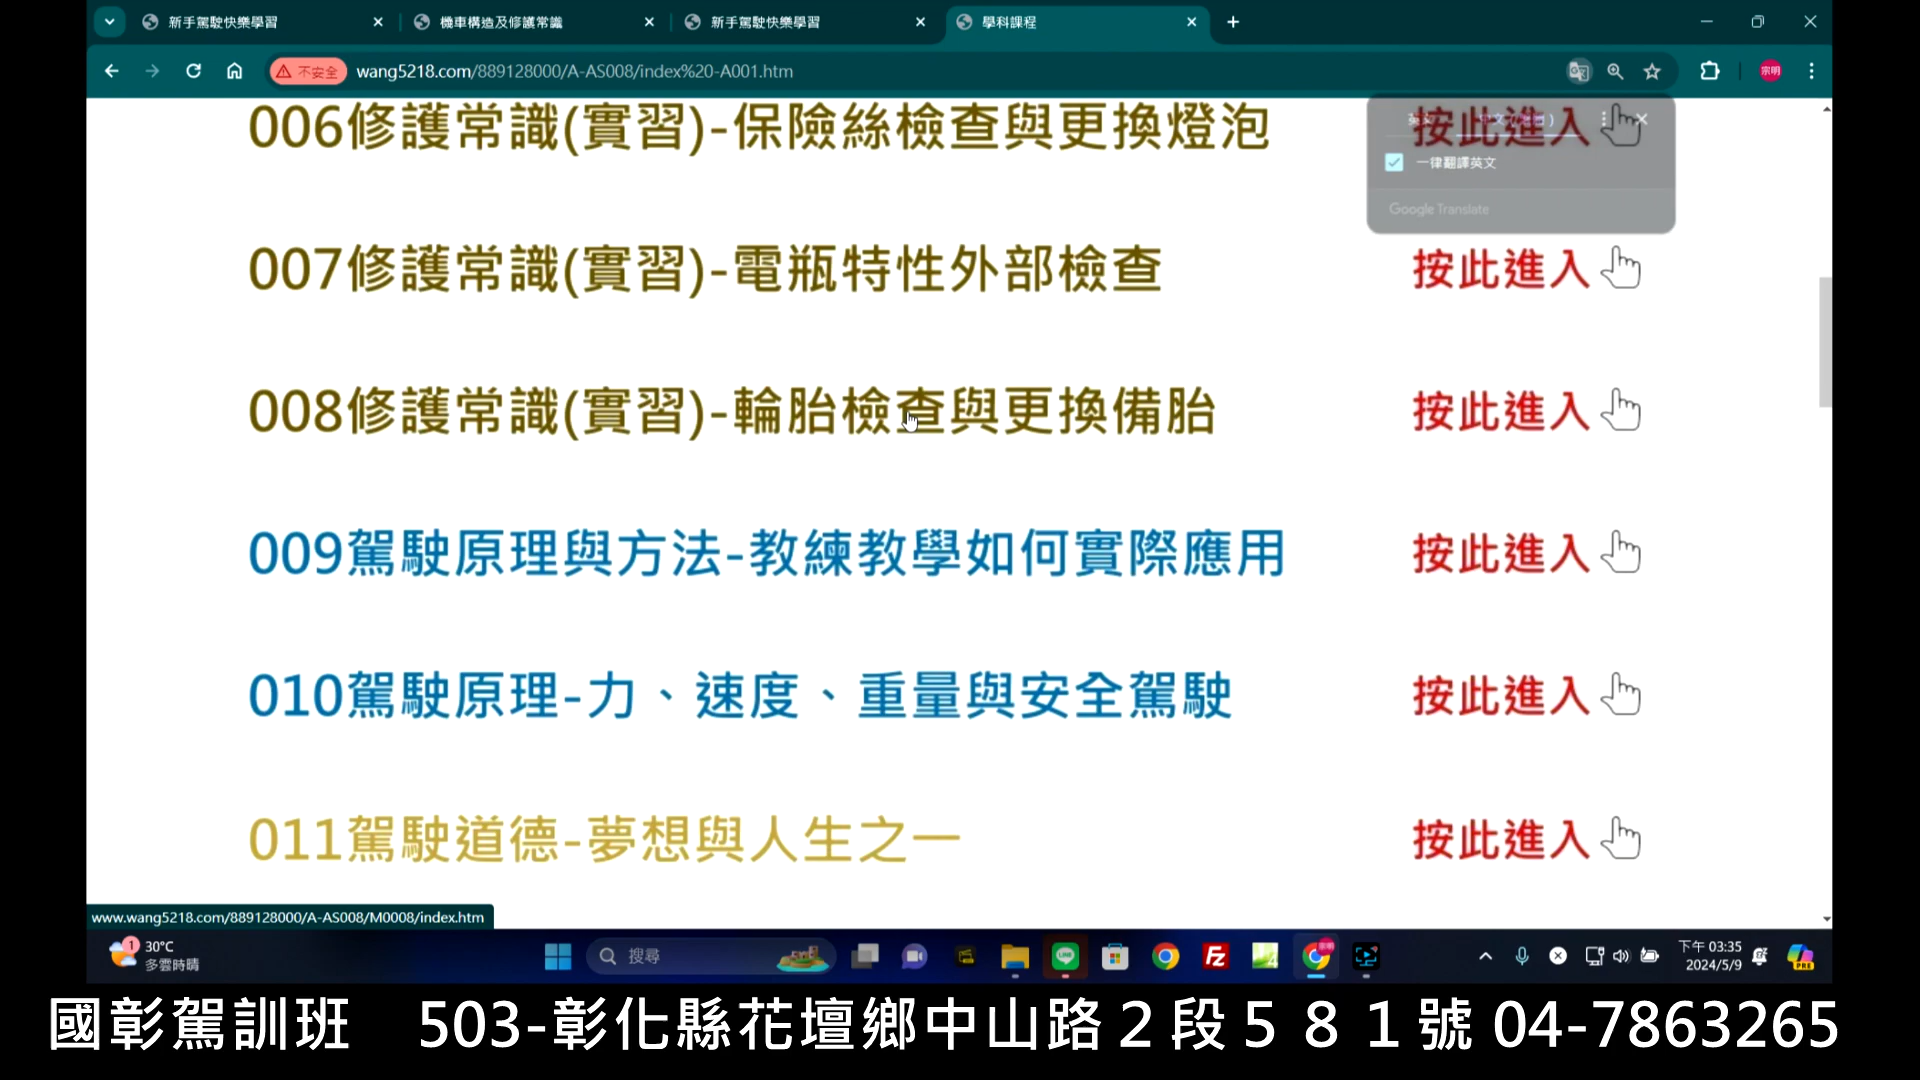 新手駕駛快樂學習
機車構造及修護常識
新手駕駛快樂學習
學科課程
不安全
wang5218.com/889128000/A-AS008/index%20-A001.htm
宗明
006修護常識(實習)-保險絲檢查與更換燈泡 按此進入
一律翻譯英文
Google Translate
007修護常識(實習)-電瓶特性外部檢查 按此進入
008修護常識(實習)-輪胎檢查與更換備胎 按此進入
009駕駛原理與方法-教練教學如何實際應用 按此進入
010駕駛原理-力、速度、重量與安全駕駛 按此進入
011駕駛道德-夢想與人生之一 按此進入
www.wang5218.com/889128000/A-AS008/M0008/index.htm
1
30°C
多雲時晴
搜尋
下午 03:35
2024/5/9
國彰駕訓班 503-彰化縣花壇鄉中山路２段５８１號 04-7863265